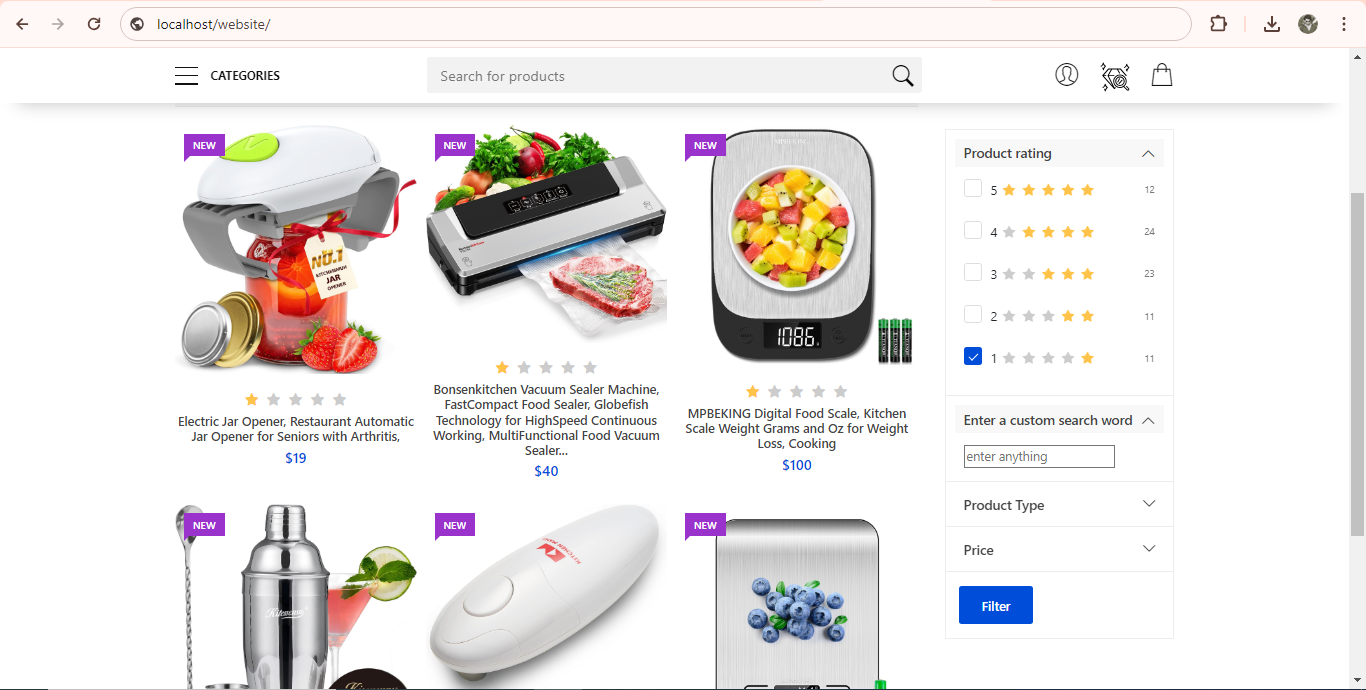 localhost/website/
CATEGORIES
Search for products
NEW
NO.1
JAR
OPENER
Electric Jar Opener, Restaurant Automatic
Jar Opener for Seniors with Arthritis,
$19
NEW
Bonsenkitchen Vacuum Sealer Machine,
FastCompact Food Sealer, Globefish
Technology for HighSpeed Continuous
Working, MultiFunctional Food Vacuum
Sealer...
$40
NEW
MPBEKING
1086
MPBEKING Digital Food Scale, Kitchen
Scale Weight Grams and Oz for Weight
Loss, Cooking
$100
NEW
NEW
NEW
Product rating
5 12
4 24
3 23
2 11
1 11
Enter a custom search word
enter anything
Product Type
Price
Filter